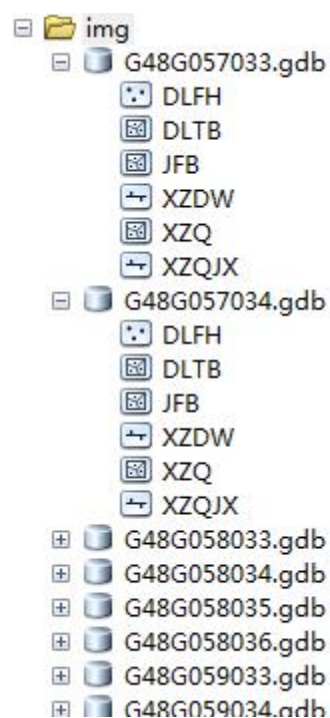 img
G48G057033.gdb
DLFH
DLTB
JFB
XZDW
XZQ
XZQJX
G48G057034.gdb
DLFH
DLTB
JFB
XZDW
XZQ
XZQJX
G48G058033.gdb
G48G058034.gdb
G48G058035.gdb
G48G058036.gdb
G48G059033.gdb
G48G059034.gdb